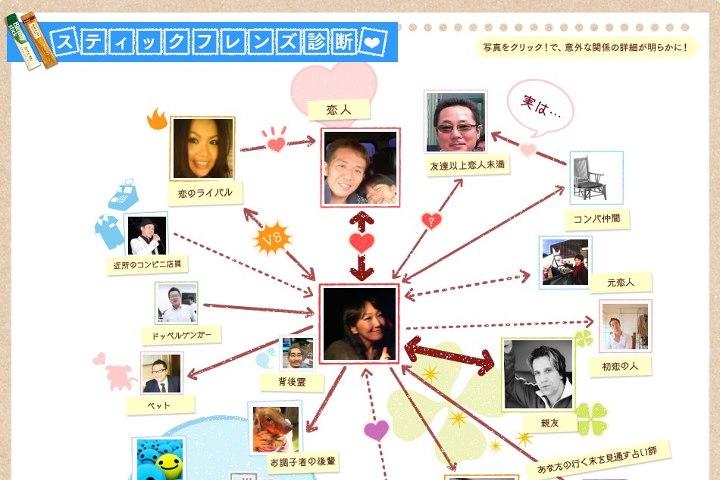 スティックフレンズ診断
写真をクリック！で、意外な関係の詳細が明らかに！
恋人
実は…
恋のライバル
友達以上恋人未満
コンパ仲間
VS
?
近所のコンビニ店員
元恋人
ドッペルゲンガー
初恋の人
背後霊
ペット
親友
お調子者の後輩
あなたの行く末を見通す占い師